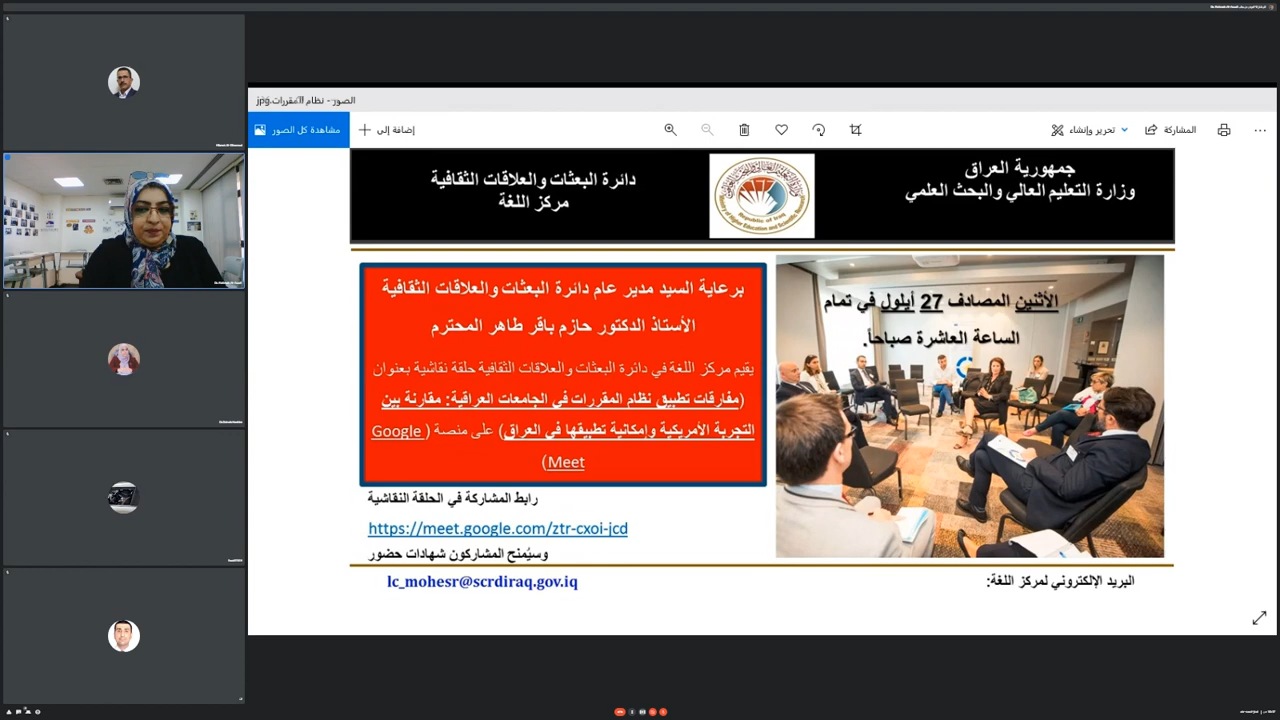 الصور - نظام المقررات.jpg
مشاهدة كل الصور
إضافة إلى
تحرير وإنشاء
المشاركة
جمهورية العراق
وزارة التعليم العالي والبحث العلمي
دائرة البعثات والعلاقات الثقافية
مركز اللغة
Republic of Iraq
برعاية السيد مدير عام دائرة البعثات والعلاقات الثقافية
الأستاذ الدكتور حازم باقر طاهر المحترم
يقيم مركز اللغة في دائرة البعثات والعلاقات الثقافية حلقة نقاشية بعنوان
(مفارقات تطبيق نظام المقررات في الجامعات العراقية: مقارنة بين
التجربة الأمريكية وإمكانية تطبيقها في العراق) على منصة (Google
Meet)
الأثنين المصادف 27 أيلول في تمام
الساعة العاشرة صباحاً.
رابط المشاركة في الحلقة النقاشية
https://meet.google.com/ztr-cxoi-jcd
وسيُمنح المشاركون شهادات حضور
البريد الإلكتروني لمركز اللغة:
lc_mohesr@scrdiraq.gov.iq